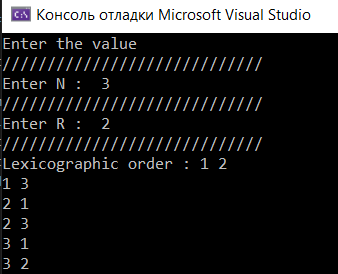 Консоль отладки Microsoft Visual Studio
Enter the value
/////////////////////////////
Enter N :  3
/////////////////////////////
Enter R :  2
/////////////////////////////
Lexicographic order : 1 2
1 3
2 1
2 3
3 1
3 2